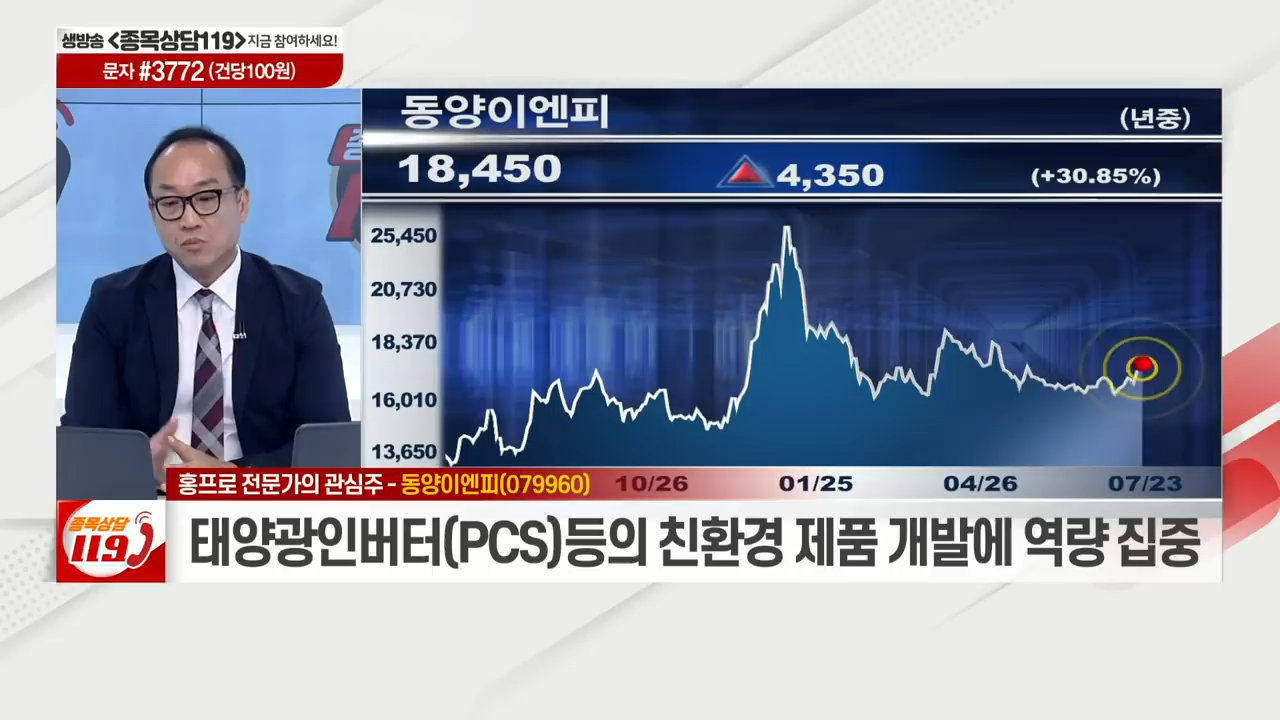 생방송 <종목상담119> 지금 참여하세요!
문자 #3772 (건당100원)
동양이엔피
(년중)
18,450 ▲ 4,350 (+30.85%)
25,450
20,730
18,370
16,010
13,650
10/26 01/25 04/26 07/23
홍프로 전문가의 관심주 - 동양이엔피(079960)
종목상담
119
태양광인버터(PCS)등의 친환경 제품 개발에 역량 집중